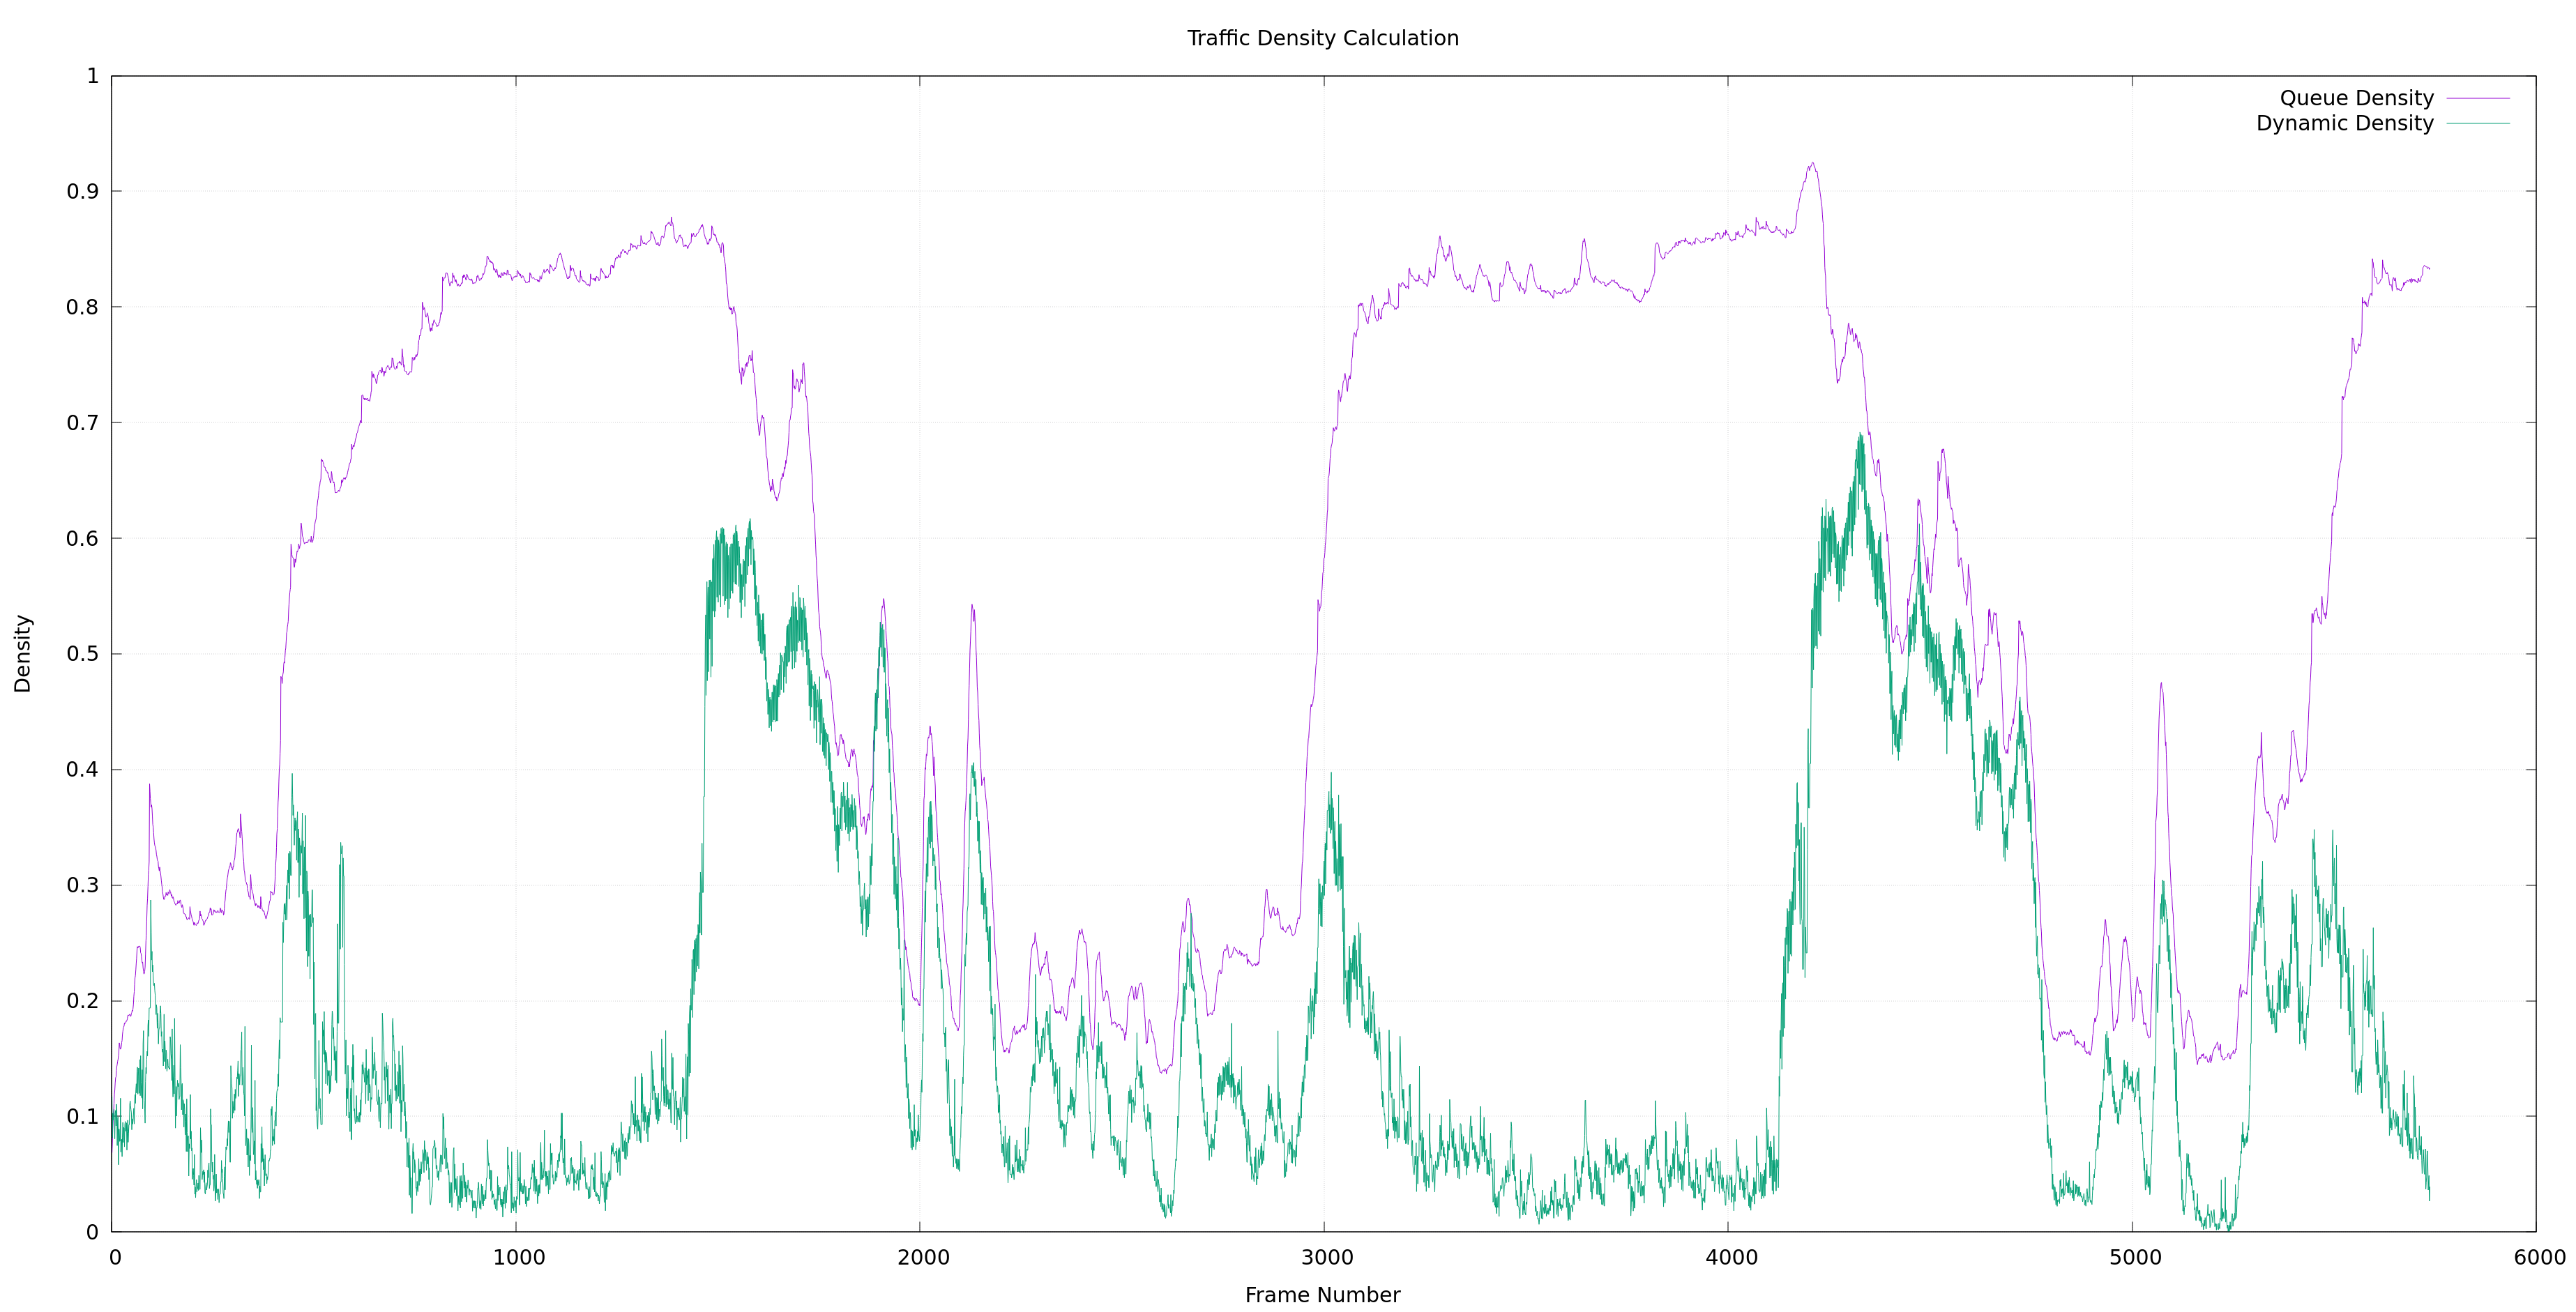 Traffic Density Calculation
1
Queue Density
Dynamic Density
0.9
0.8
0.7
0.6
0.5
0.4
0.3
0.2
0.1
0
Density
0 1000 2000 3000 4000 5000 6000
Frame Number